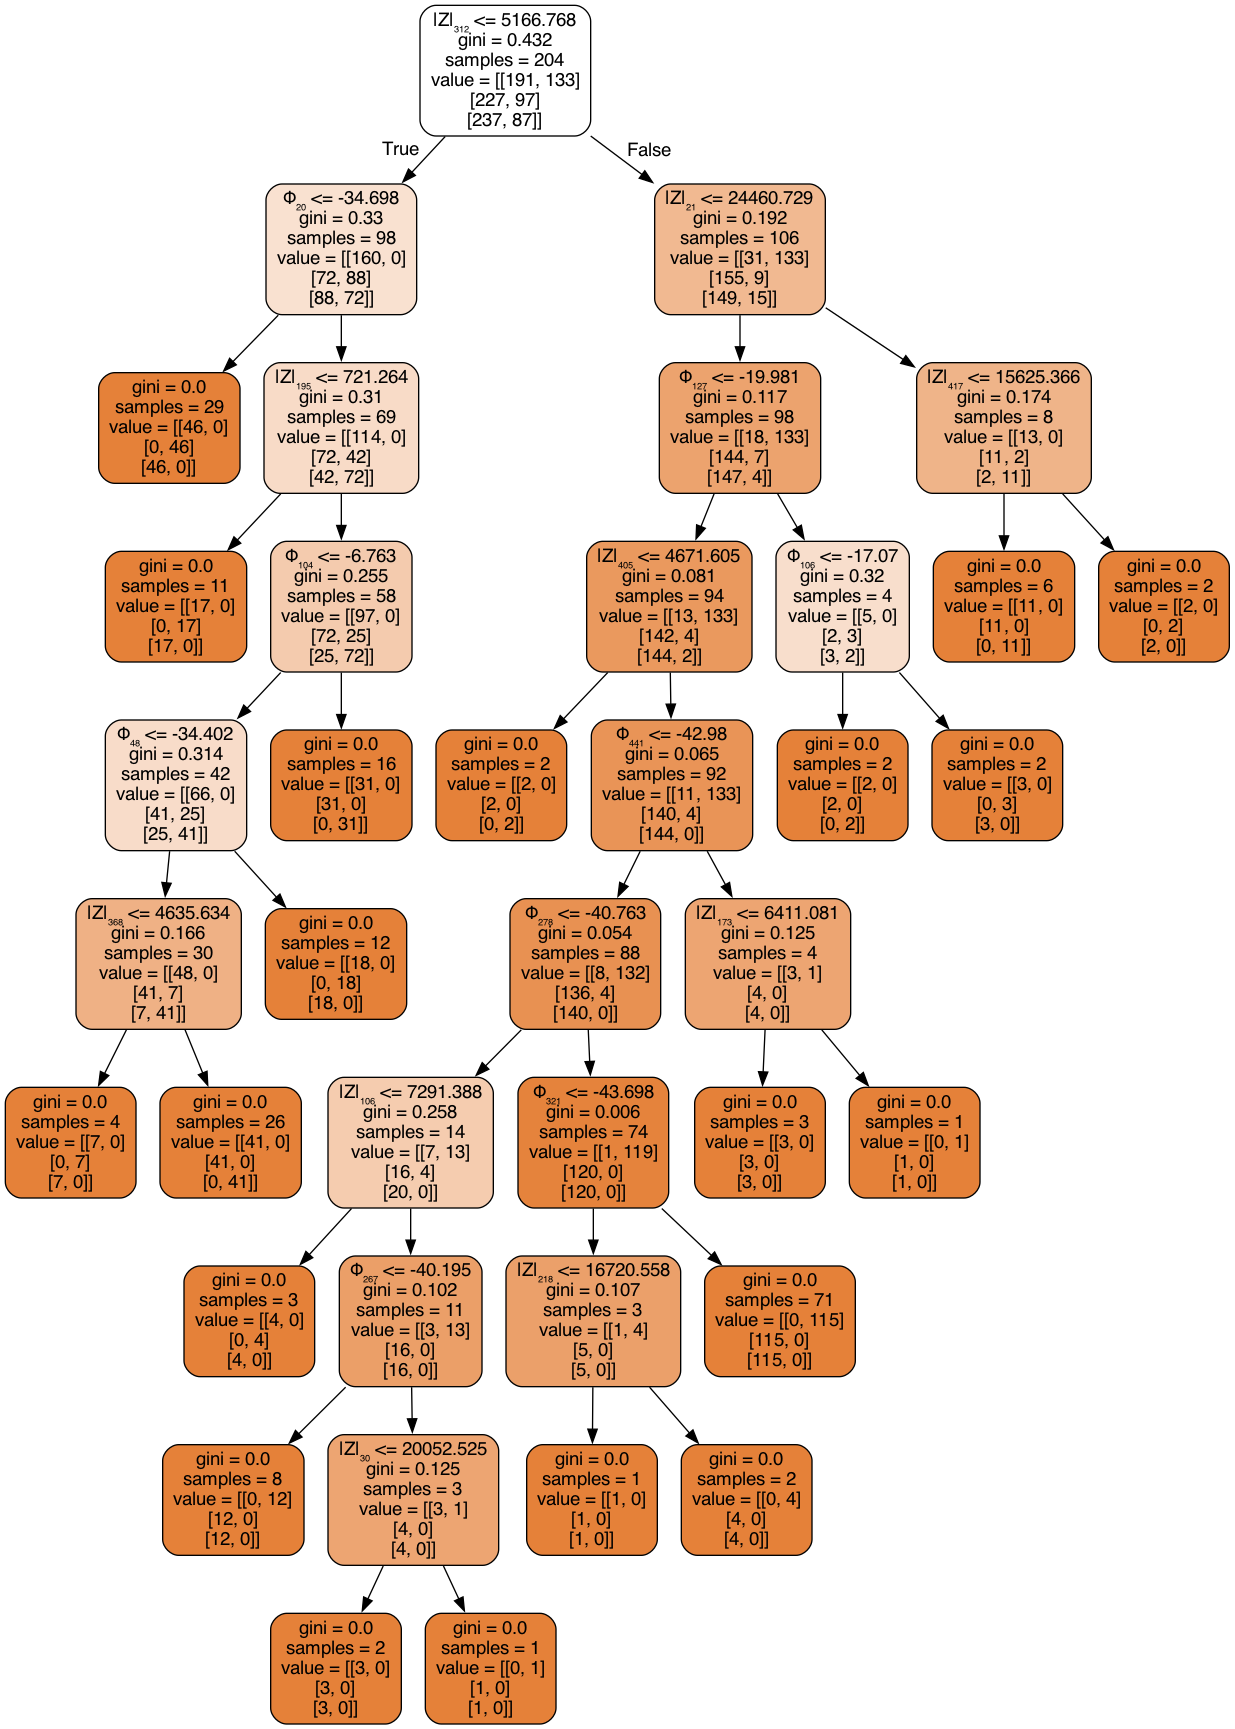 |Z|₃₁₂ <= 5166.768
gini = 0.432
samples = 204
value = [[191, 133]
[227, 97]
[237, 87]]
True
False
Φ₂₀ <= -34.698
gini = 0.33
samples = 98
value = [[160, 0]
[72, 88]
[88, 72]]
|Z|₂₁ <= 24460.729
gini = 0.192
samples = 106
value = [[31, 133]
[155, 9]
[149, 15]]
gini = 0.0
samples = 29
value = [[46, 0]
[0, 46]
[46, 0]]
|Z|₁₉₅ <= 721.264
gini = 0.31
samples = 69
value = [[114, 0]
[72, 42]
[42, 72]]
Φ₁₂₇ <= -19.981
gini = 0.117
samples = 98
value = [[18, 133]
[144, 7]
[147, 4]]
|Z|₄₁₇ <= 15625.366
gini = 0.174
samples = 8
value = [[13, 0]
[11, 2]
[2, 11]]
gini = 0.0
samples = 11
value = [[17, 0]
[0, 17]
[17, 0]]
Φ₁₀₄ <= -6.763
gini = 0.255
samples = 58
value = [[97, 0]
[72, 25]
[25, 72]]
|Z|₄₀₅ <= 4671.605
gini = 0.081
samples = 94
value = [[13, 133]
[142, 4]
[144, 2]]
Φ₁₀₆ <= -17.07
gini = 0.32
samples = 4
value = [[5, 0]
[2, 3]
[3, 2]]
gini = 0.0
samples = 6
value = [[11, 0]
[11, 0]
[0, 11]]
gini = 0.0
samples = 2
value = [[2, 0]
[0, 2]
[2, 0]]
Φ₄₈ <= -34.402
gini = 0.314
samples = 42
value = [[66, 0]
[41, 25]
[25, 41]]
gini = 0.0
samples = 16
value = [[31, 0]
[31, 0]
[0, 31]]
gini = 0.0
samples = 2
value = [[2, 0]
[2, 0]
[0, 2]]
Φ₄₄₁ <= -42.98
gini = 0.065
samples = 92
value = [[11, 133]
[140, 4]
[144, 0]]
gini = 0.0
samples = 2
value = [[2, 0]
[2, 0]
[0, 2]]
gini = 0.0
samples = 2
value = [[3, 0]
[0, 3]
[3, 0]]
|Z|₃₆₈ <= 4635.634
gini = 0.166
samples = 30
value = [[48, 0]
[41, 7]
[7, 41]]
gini = 0.0
samples = 12
value = [[18, 0]
[0, 18]
[18, 0]]
Φ₂₇₈ <= -40.763
gini = 0.054
samples = 88
value = [[8, 132]
[136, 4]
[140, 0]]
|Z|₁₇₃ <= 6411.081
gini = 0.125
samples = 4
value = [[3, 1]
[4, 0]
[4, 0]]
gini = 0.0
samples = 4
value = [[7, 0]
[0, 7]
[7, 0]]
gini = 0.0
samples = 26
value = [[41, 0]
[41, 0]
[0, 41]]
|Z|₁₀₆ <= 7291.388
gini = 0.258
samples = 14
value = [[7, 13]
[16, 4]
[20, 0]]
Φ₃₂₁ <= -43.698
gini = 0.006
samples = 74
value = [[1, 119]
[120, 0]
[120, 0]]
gini = 0.0
samples = 3
value = [[3, 0]
[3, 0]
[3, 0]]
gini = 0.0
samples = 1
value = [[0, 1]
[1, 0]
[1, 0]]
gini = 0.0
samples = 3
value = [[4, 0]
[0, 4]
[4, 0]]
Φ₂₆₇ <= -40.195
gini = 0.102
samples = 11
value = [[3, 13]
[16, 0]
[16, 0]]
|Z|₂₁₈ <= 16720.558
gini = 0.107
samples = 3
value = [[1, 4]
[5, 0]
[5, 0]]
gini = 0.0
samples = 71
value = [[0, 115]
[115, 0]
[115, 0]]
gini = 0.0
samples = 8
value = [[0, 12]
[12, 0]
[12, 0]]
|Z|₃₀ <= 20052.525
gini = 0.125
samples = 3
value = [[3, 1]
[4, 0]
[4, 0]]
gini = 0.0
samples = 1
value = [[1, 0]
[1, 0]
[1, 0]]
gini = 0.0
samples = 2
value = [[0, 4]
[4, 0]
[4, 0]]
gini = 0.0
samples = 2
value = [[3, 0]
[3, 0]
[3, 0]]
gini = 0.0
samples = 1
value = [[0, 1]
[1, 0]
[1, 0]]